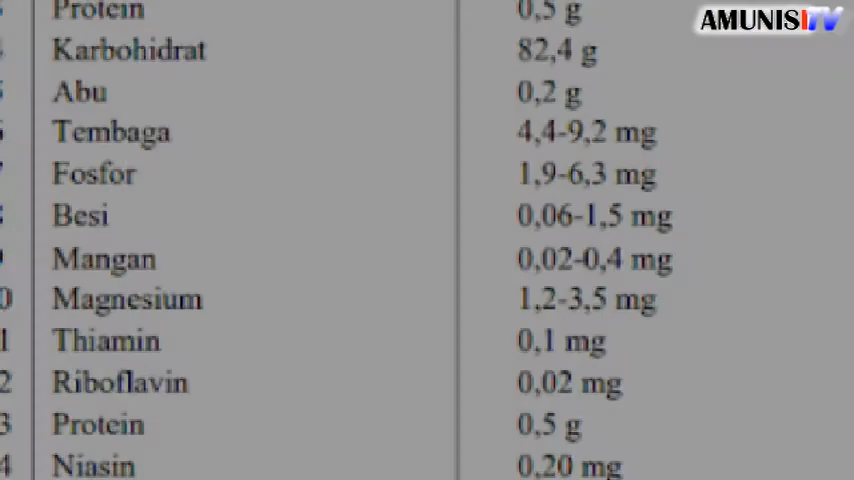 AMUNISITV
Protein 0,5 g
Karbohidrat 82,4 g
Abu 0,2 g
Tembaga 4,4-9,2 mg
Fosfor 1,9-6,3 mg
Besi 0,06-1,5 mg
Mangan 0,02-0,4 mg
0 Magnesium 1,2-3,5 mg
1 Thiamin 0,1 mg
2 Riboflavin 0,02 mg
3 Protein 0,5 g
4 Niasin 0,20 mg